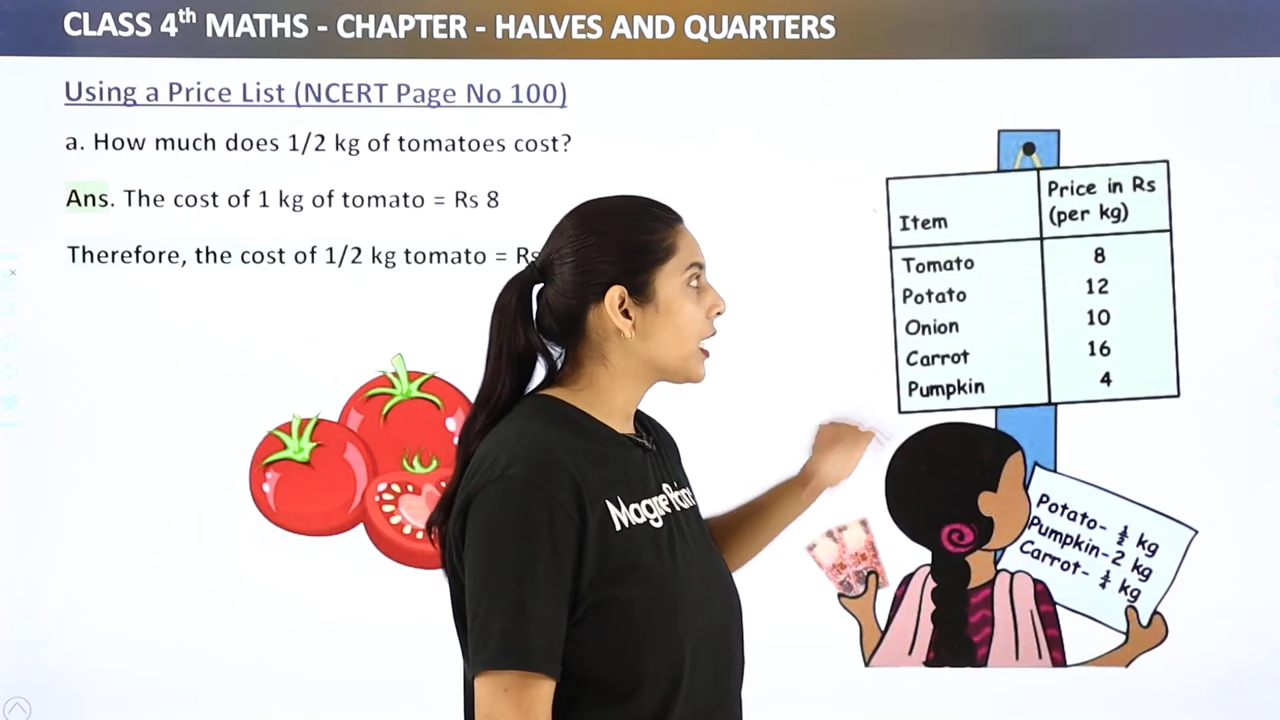 CLASS 4th MATHS - CHAPTER - HALVES AND QUARTERS
Using a Price List (NCERT Page No 100)
a. How much does 1/2 kg of tomatoes cost?
Ans. The cost of 1 kg of tomato = Rs 8
Therefore, the cost of 1/2 kg tomato = Rs
Item Price in Rs (per kg)
Tomato 8
Potato 12
Onion 10
Carrot 16
Pumpkin 4
Potato- ½ kg
Pumpkin-2 kg
Carrot- ¼ kg